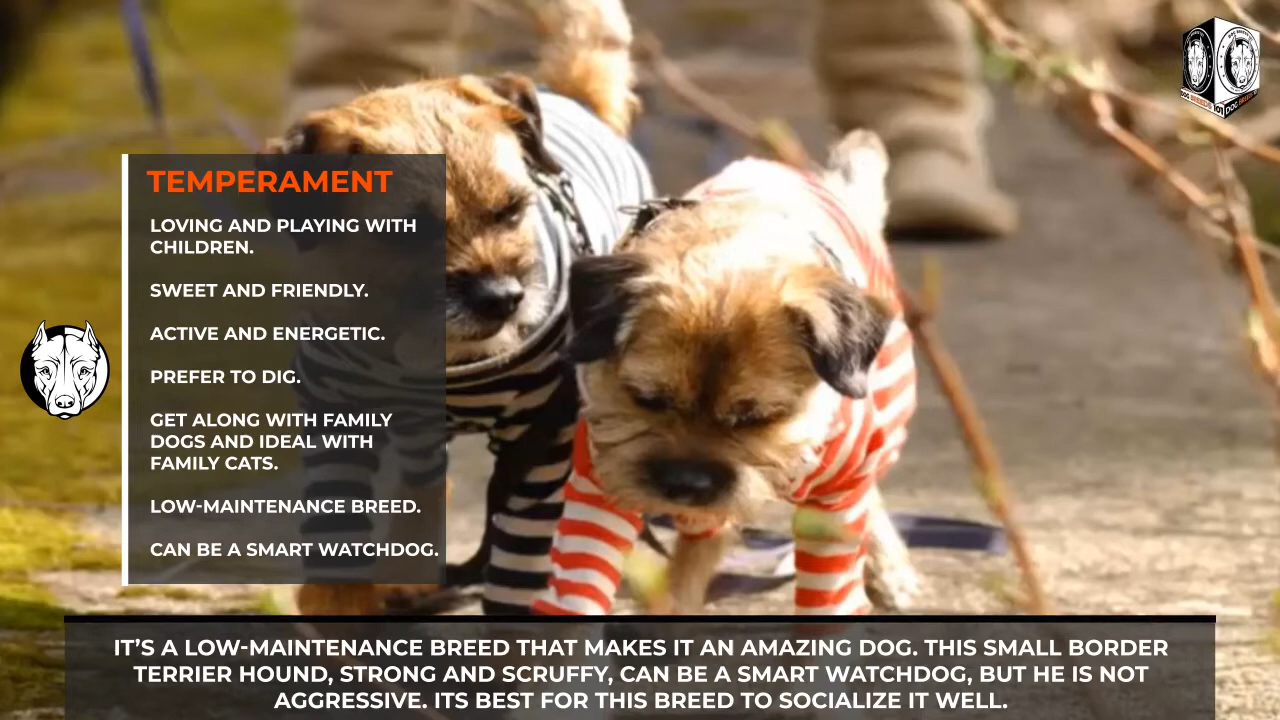 TEMPERAMENT
LOVING AND PLAYING WITH
CHILDREN.
SWEET AND FRIENDLY.
ACTIVE AND ENERGETIC.
PREFER TO DIG.
GET ALONG WITH FAMILY
DOGS AND IDEAL WITH
FAMILY CATS.
LOW-MAINTENANCE BREED.
CAN BE A SMART WATCHDOG.
IT’S A LOW-MAINTENANCE BREED THAT MAKES IT AN AMAZING DOG. THIS SMALL BORDER
TERRIER HOUND, STRONG AND SCRUFFY, CAN BE A SMART WATCHDOG, BUT HE IS NOT
AGGRESSIVE. ITS BEST FOR THIS BREED TO SOCIALIZE IT WELL.